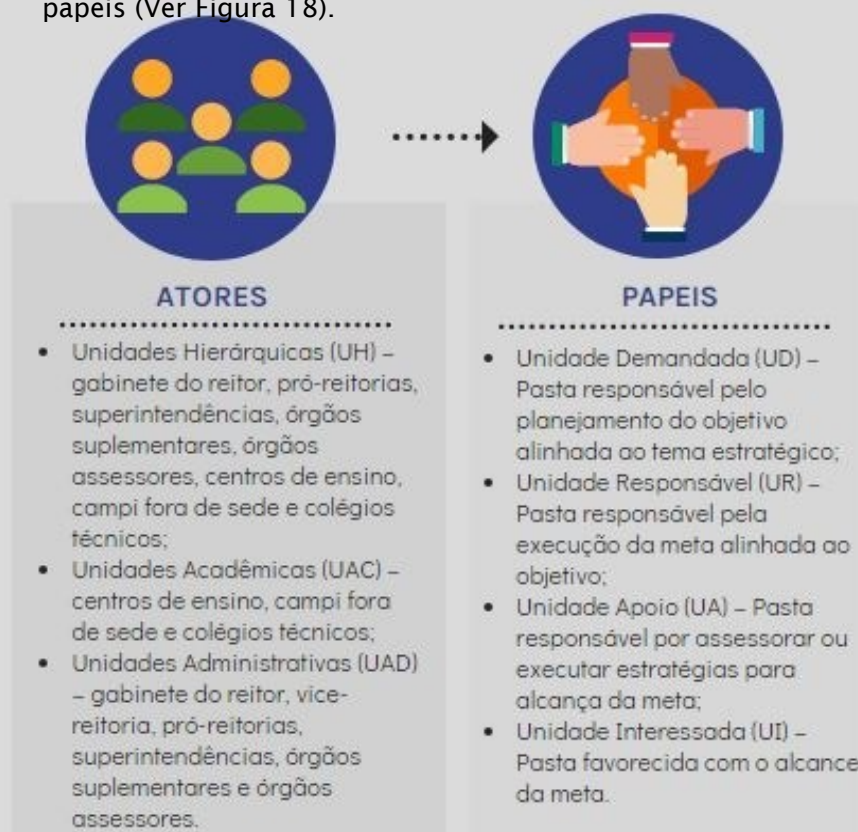 papeis (Ver Figura 18).
ATORES
• Unidades Hierárquicas (UH) –
gabinete do reitor, pró-reitorias,
superintendências, órgãos
suplementares, órgãos
assessores, centros de ensino,
campi fora de sede e colégios
técnicos;
• Unidades Acadêmicas (UAC) –
centros de ensino, campi fora
de sede e colégios técnicos;
• Unidades Administrativas (UAD)
– gabinete do reitor, vice-
reitoria, pró-reitorias,
superintendências, órgãos
suplementares e órgãos
assessores.
PAPEIS
• Unidade Demandada (UD) –
Pasta responsável pelo
planejamento do objetivo
alinhada ao tema estratégico;
• Unidade Responsável (UR) –
Pasta responsável pela
execução da meta alinhada ao
objetivo;
• Unidade Apoio (UA) – Pasta
responsável por assessorar ou
executar estratégias para
alcança da meta;
• Unidade Interessada (UI) –
Pasta favorecida com o alcance
da meta.